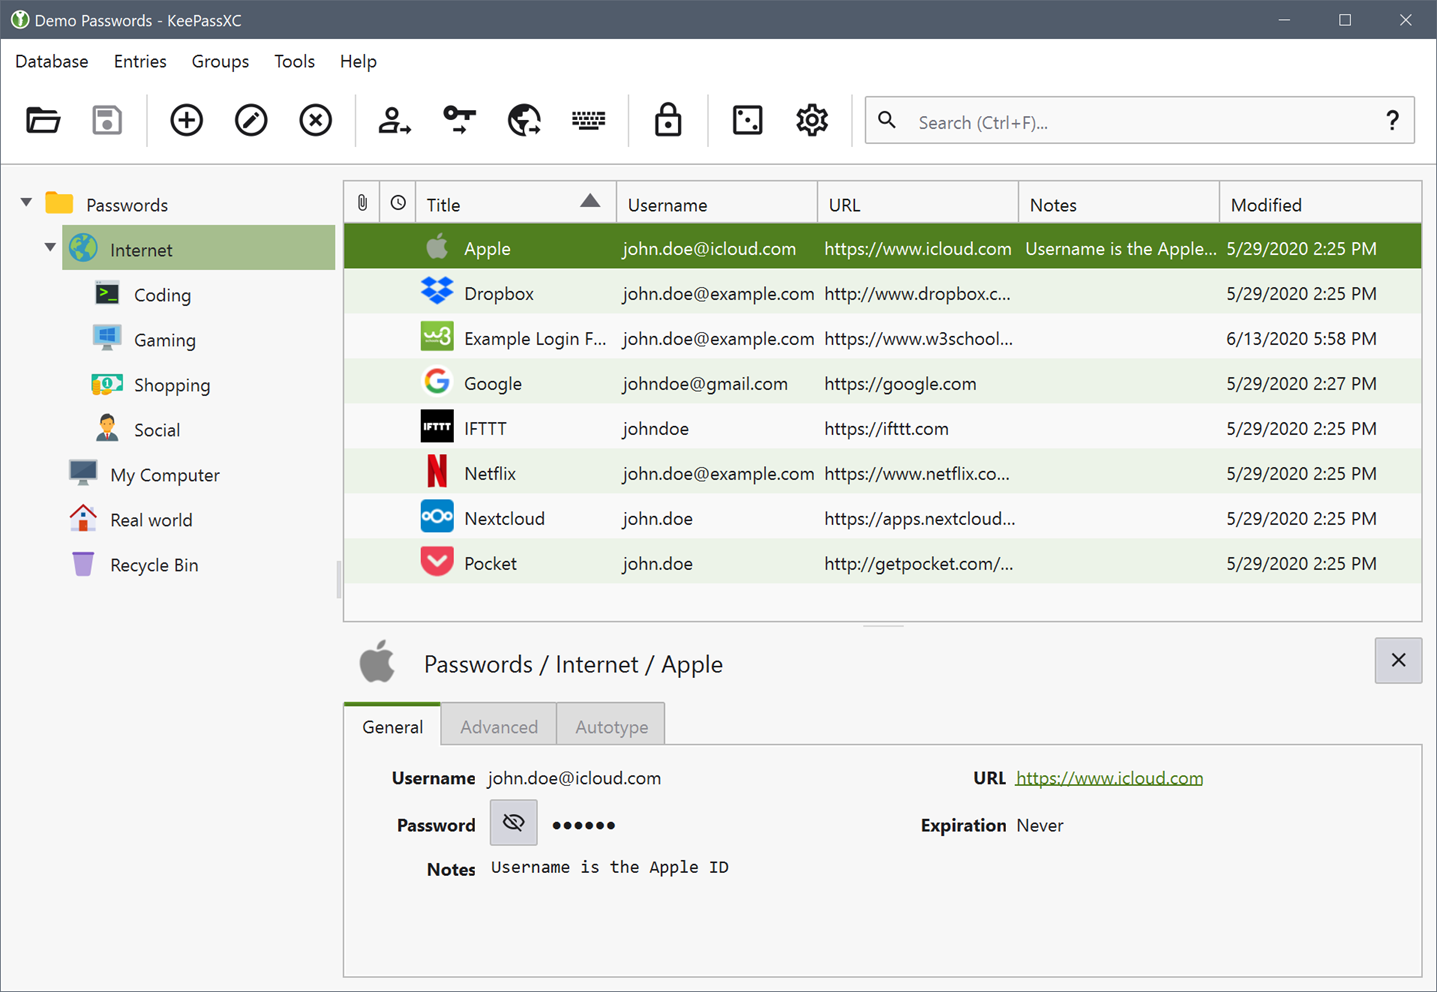 Demo Passwords - KeePassXC
Database Entries Groups Tools Help
Search (Ctrl+F)... ?
Passwords
Internet
Coding
Gaming
Shopping
Social
My Computer
Real world
Recycle Bin
Title Username URL Notes Modified
Apple john.doe@icloud.com https://www.icloud.com Username is the Apple... 5/29/2020 2:25 PM
Dropbox john.doe@example.com http://www.dropbox.c... 5/29/2020 2:25 PM
w3 Example Login F... john.doe@example.com https://www.w3school... 6/13/2020 5:58 PM
Google johndoe@gmail.com https://google.com 5/29/2020 2:27 PM
IFTTT IFTTT johndoe https://ifttt.com 5/29/2020 2:25 PM
Netflix john.doe@example.com https://www.netflix.co... 5/29/2020 2:25 PM
Nextcloud john.doe https://apps.nextcloud... 5/29/2020 2:25 PM
Pocket john.doe http://getpocket.com/... 5/29/2020 2:25 PM
Passwords / Internet / Apple
General Advanced Autotype
Username john.doe@icloud.com URL https://www.icloud.com
Password ●●●●●● Expiration Never
Notes Username is the Apple ID